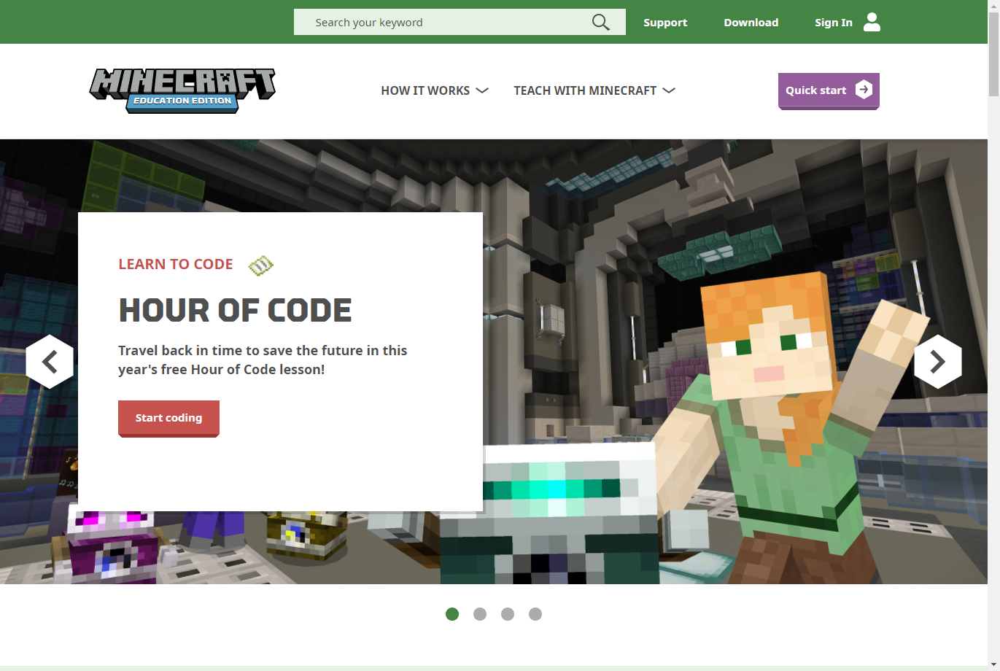 Search your keyword
Support
Download
Sign In
MINECRAFT
EDUCATION EDITION
HOW IT WORKS
TEACH WITH MINECRAFT
Quick start
LEARN TO CODE
HOUR OF CODE
Travel back in time to save the future in this
year's free Hour of Code lesson!
Start coding